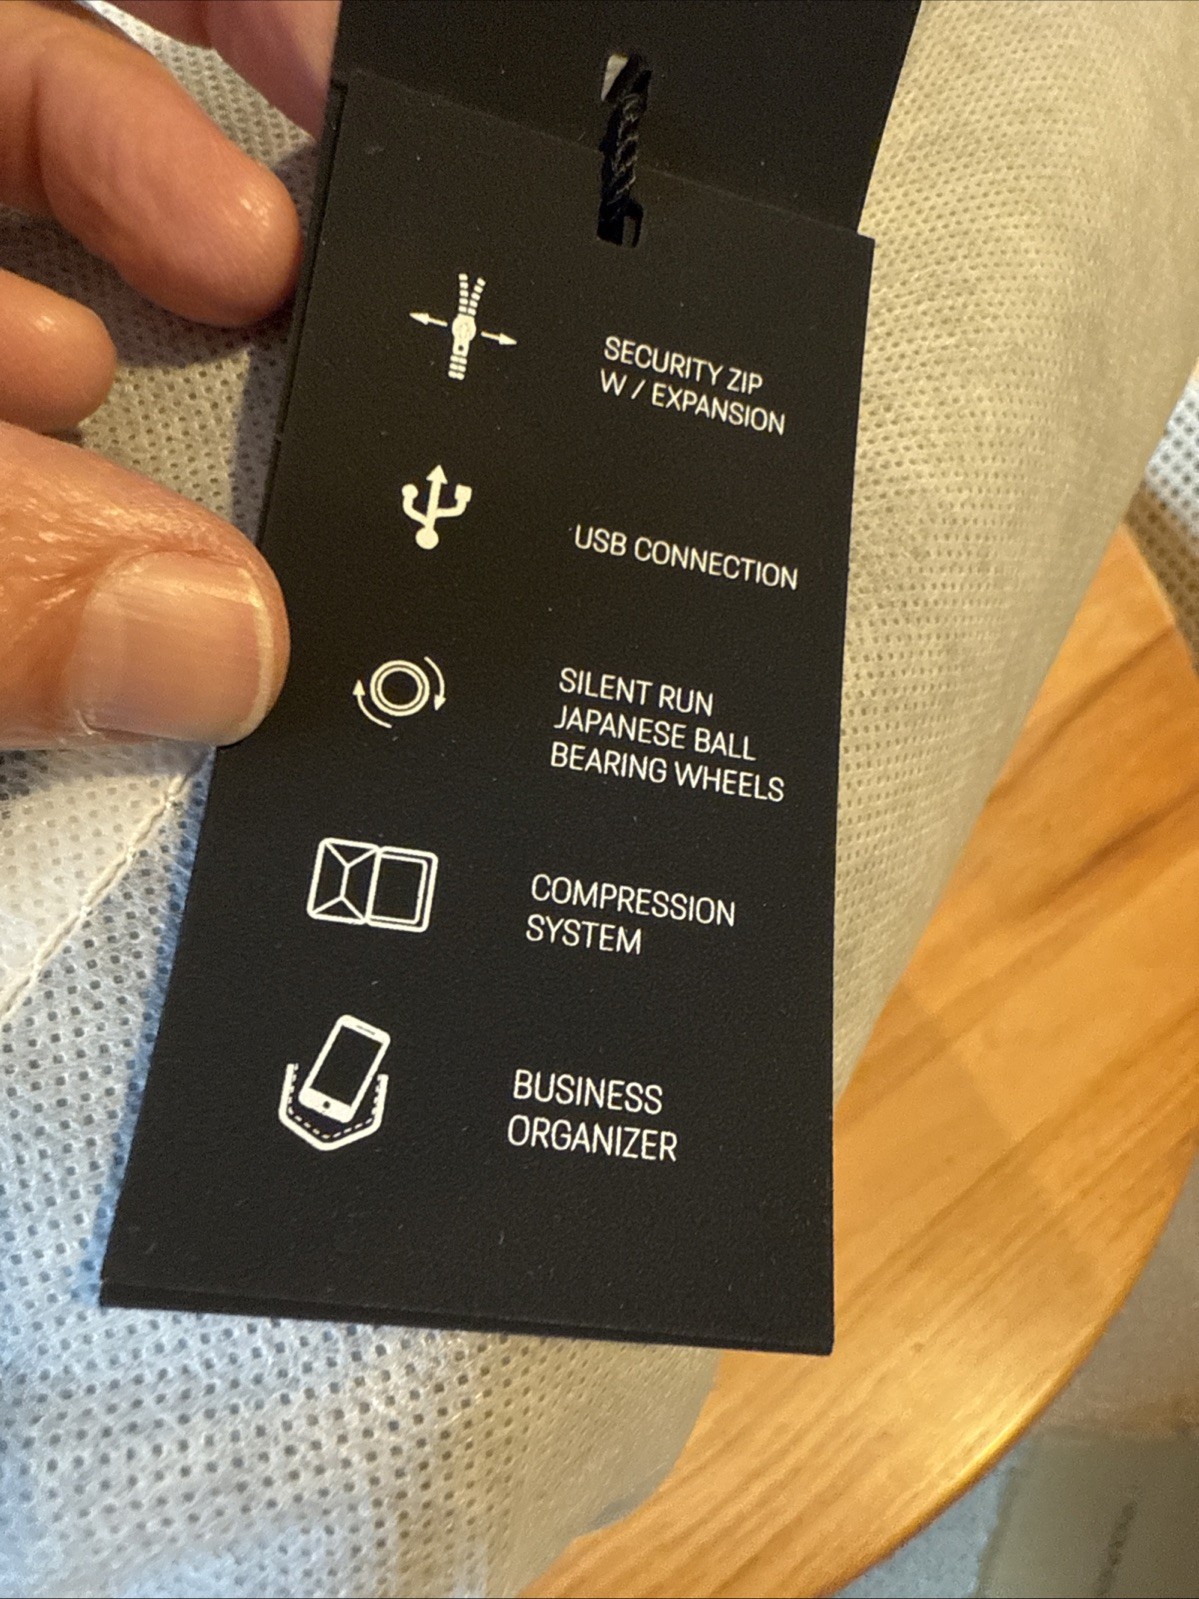 SECURITY ZIP
W / EXPANSION
USB CONNECTION
SILENT RUN
JAPANESE BALL
BEARING WHEELS
COMPRESSION
SYSTEM
BUSINESS
ORGANIZER